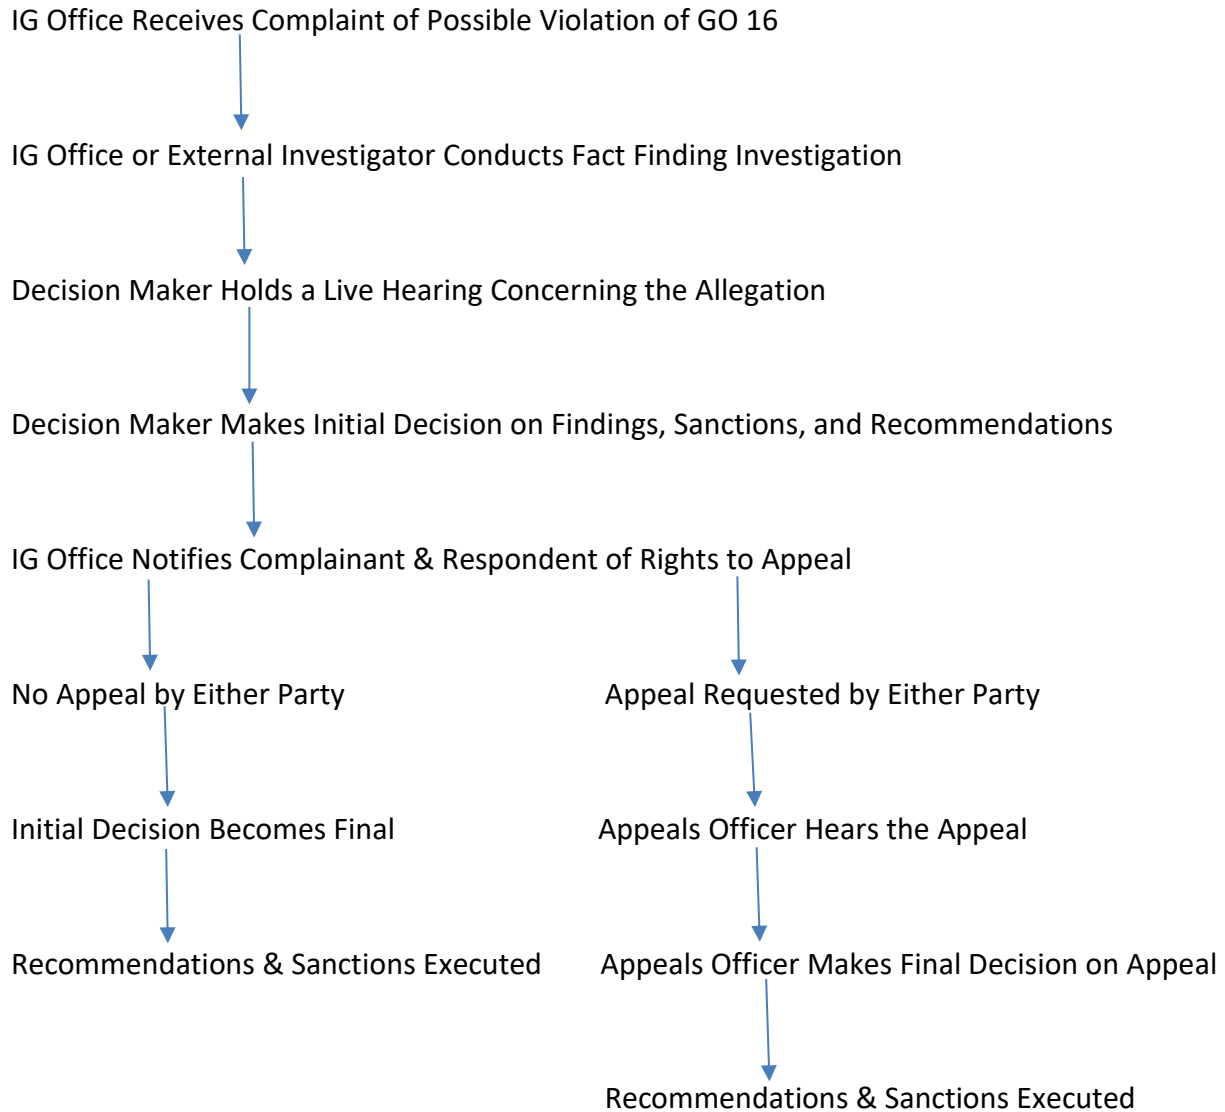 IG Office Receives Complaint of Possible Violation of GO 16
IG Office or External Investigator Conducts Fact Finding Investigation
Decision Maker Holds a Live Hearing Concerning the Allegation
Decision Maker Makes Initial Decision on Findings, Sanctions, and Recommendations
IG Office Notifies Complainant & Respondent of Rights to Appeal
No Appeal by Either Party
Appeal Requested by Either Party
Initial Decision Becomes Final
Appeals Officer Hears the Appeal
Recommendations & Sanctions Executed
Appeals Officer Makes Final Decision on Appeal
Recommendations & Sanctions Executed